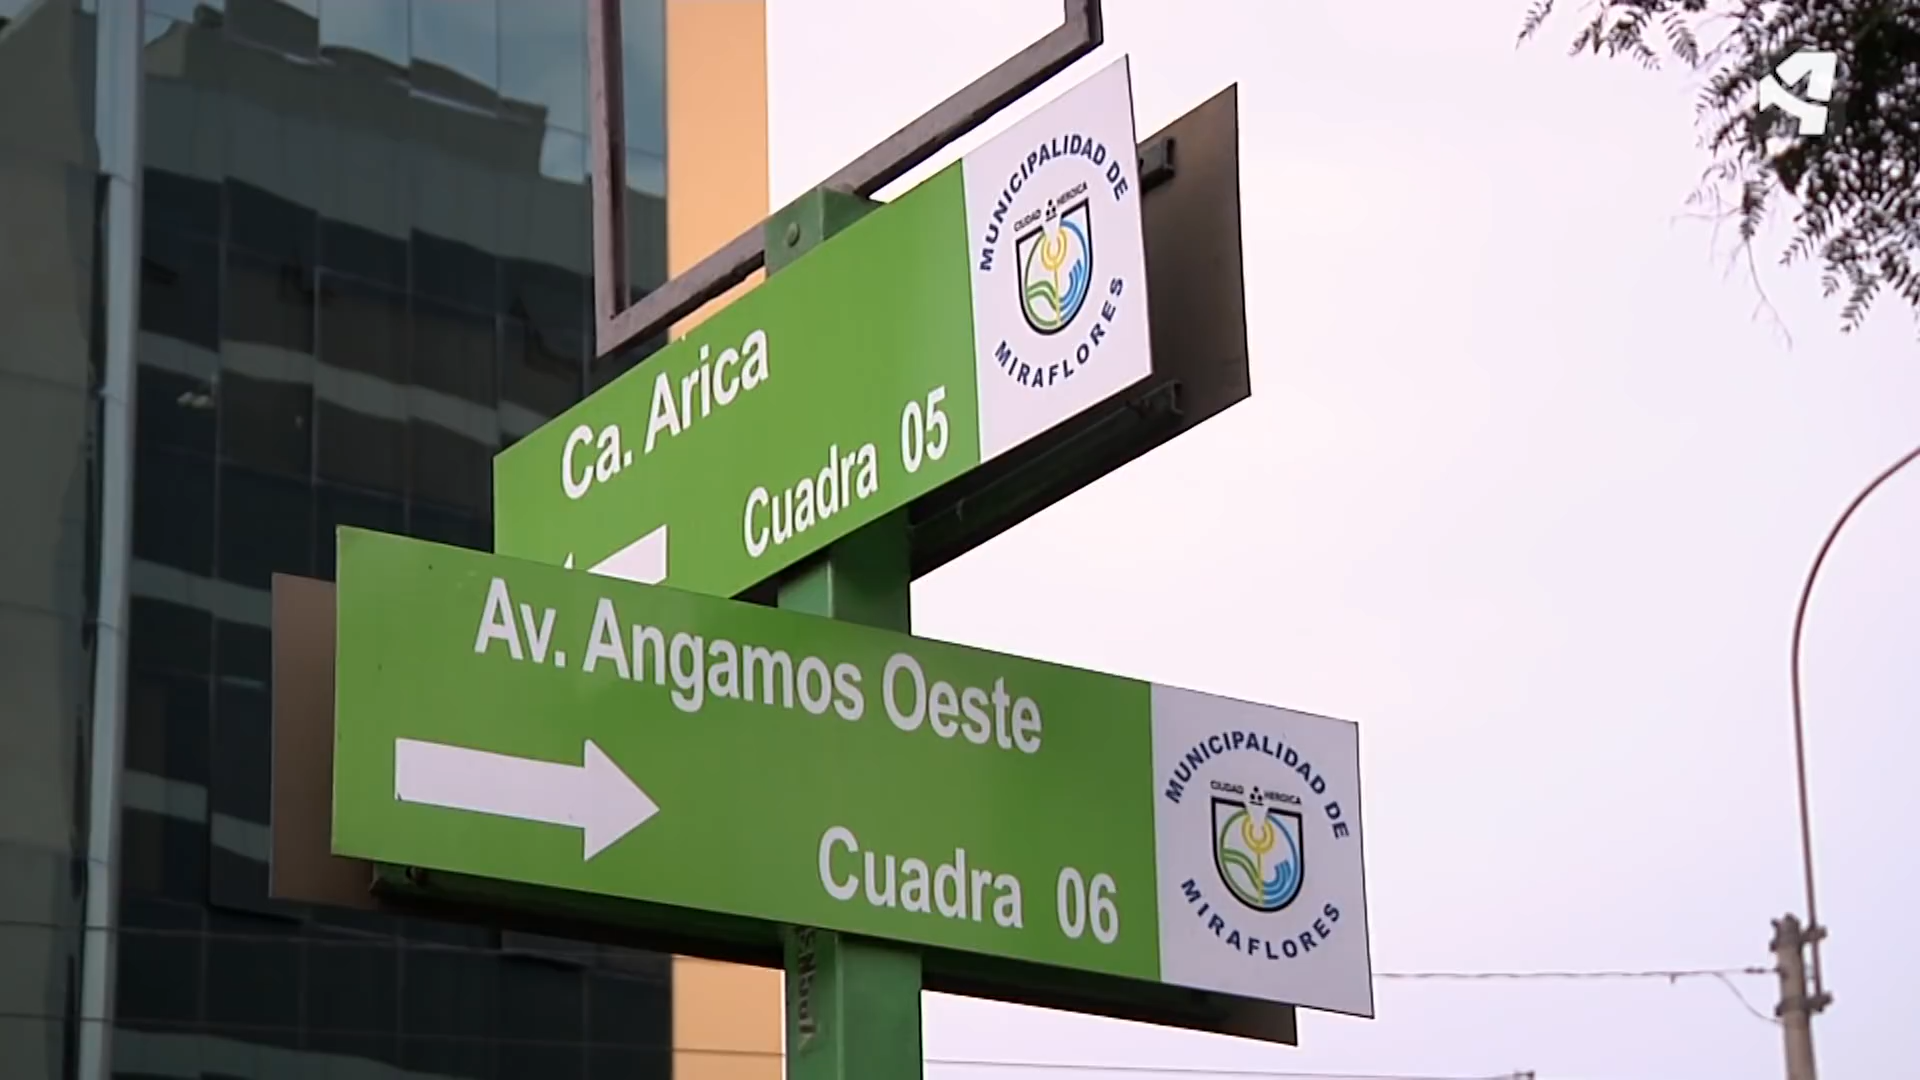 MUNICIPALIDAD DE
CIUDAD HEROICA
MIRAFLORES
Ca. Arica
Cuadra 05
Av. Angamos Oeste
Cuadra 06
MUNICIPALIDAD DE
CIUDAD HEROICA
MIRAFLORES